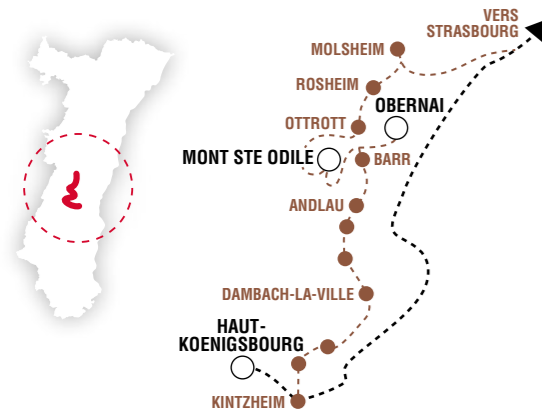 VERS
STRASBOURG
MOLSHEIM
ROSHEIM
OBERNAI
OTTROTT
MONT STE ODILE
BARR
ANDLAU
DAMBACH-LA-VILLE
HAUT-
KOENIGSBOURG
KINTZHEIM